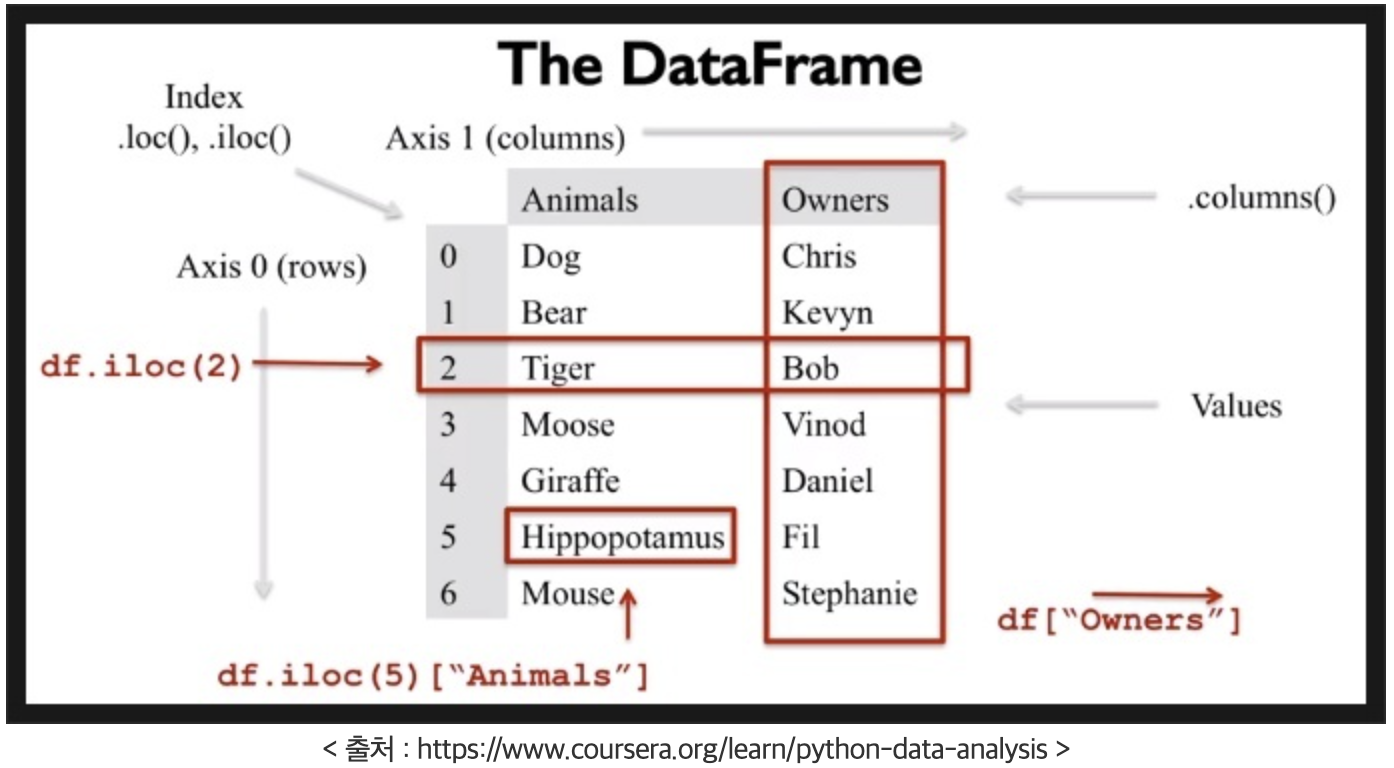 The DataFrame
Index
.loc(), .iloc()
Axis 1 (columns)
Animals Owners
.columns()
0 Dog Chris
Axis 0 (rows)
1 Bear Kevyn
df.iloc(2)
2 Tiger Bob
Values
3 Moose Vinod
4 Giraffe Daniel
5 Hippopotamus Fil
6 Mouse Stephanie
df[“Owners”]
df.iloc(5)[“Animals”]
< 출처 : https://www.coursera.org/learn/python-data-analysis >